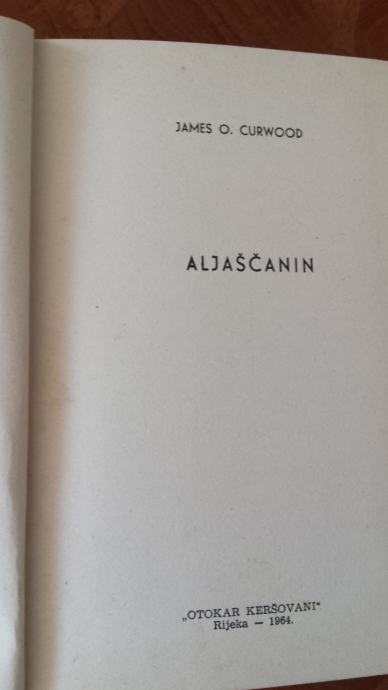 JAMES O. CURWOOD
ALJAŠČANIN
„OTOKAR KERŠOVANI“
Rijeka — 1964.